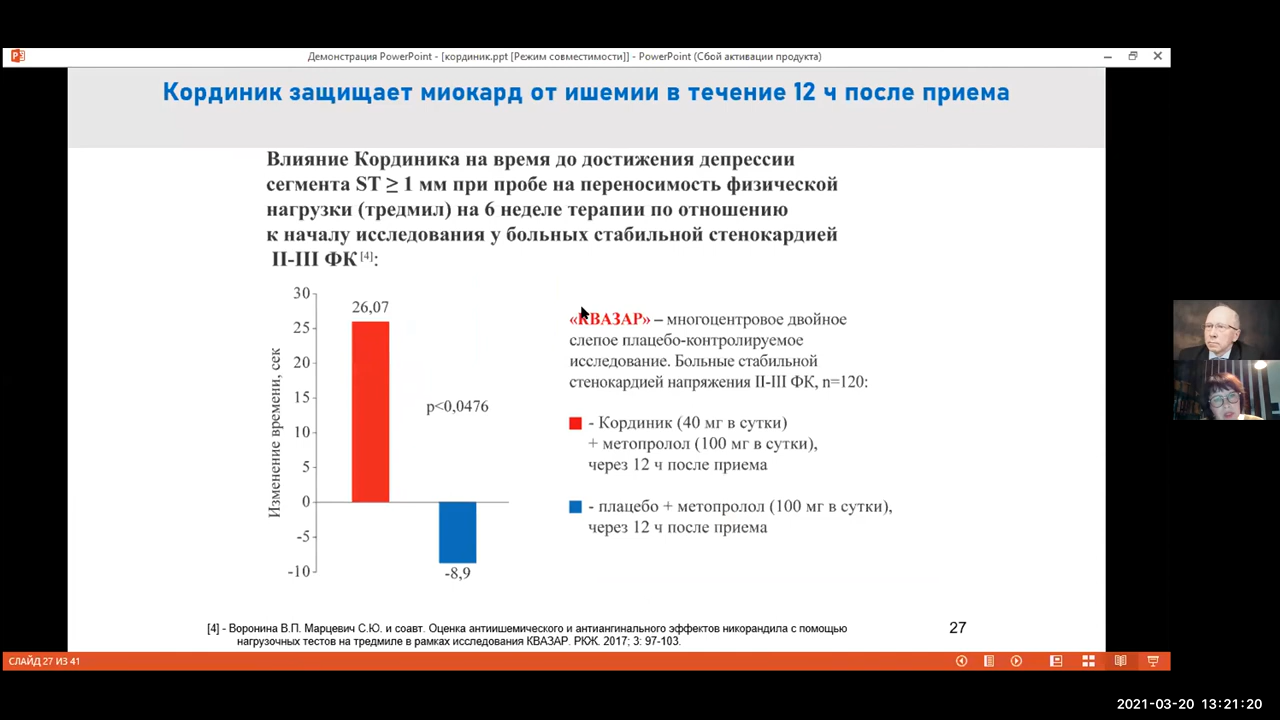 Демонстрация PowerPoint - [кординик.ppt [Режим совместимости]] - PowerPoint (Сбой активации продукта)
Кординик защищает миокард от ишемии в течение 12 ч после приема
Влияние Кординика на время до достижения депрессии
сегмента ST ≥ 1 мм при пробе на переносимость физической
нагрузки (тредмил) на 6 неделе терапии по отношению
к началу исследования у больных стабильной стенокардией
II-III ФК [4]:
Изменение времени, сек
30
25
20
15
10
5
0
-5
-10
26,07
p<0,0476
-8,9
«КВАЗАР» – многоцентровое двойное
слепое плацебо-контролируемое
исследование. Больные стабильной
стенокардией напряжения II-III ФК, n=120:
- Кординик (40 мг в сутки)
+ метопролол (100 мг в сутки),
через 12 ч после приема
- плацебо + метопролол (100 мг в сутки),
через 12 ч после приема
[4] - Воронина В.П. Марцевич С.Ю. и соавт. Оценка антиишемического и антиангинального эффектов никорандила с помощью
нагрузочных тестов на тредмиле в рамках исследования КВАЗАР. РКЖ. 2017; 3: 97-103.
27
СЛАЙД 27 ИЗ 41
2021-03-20 13:21:20